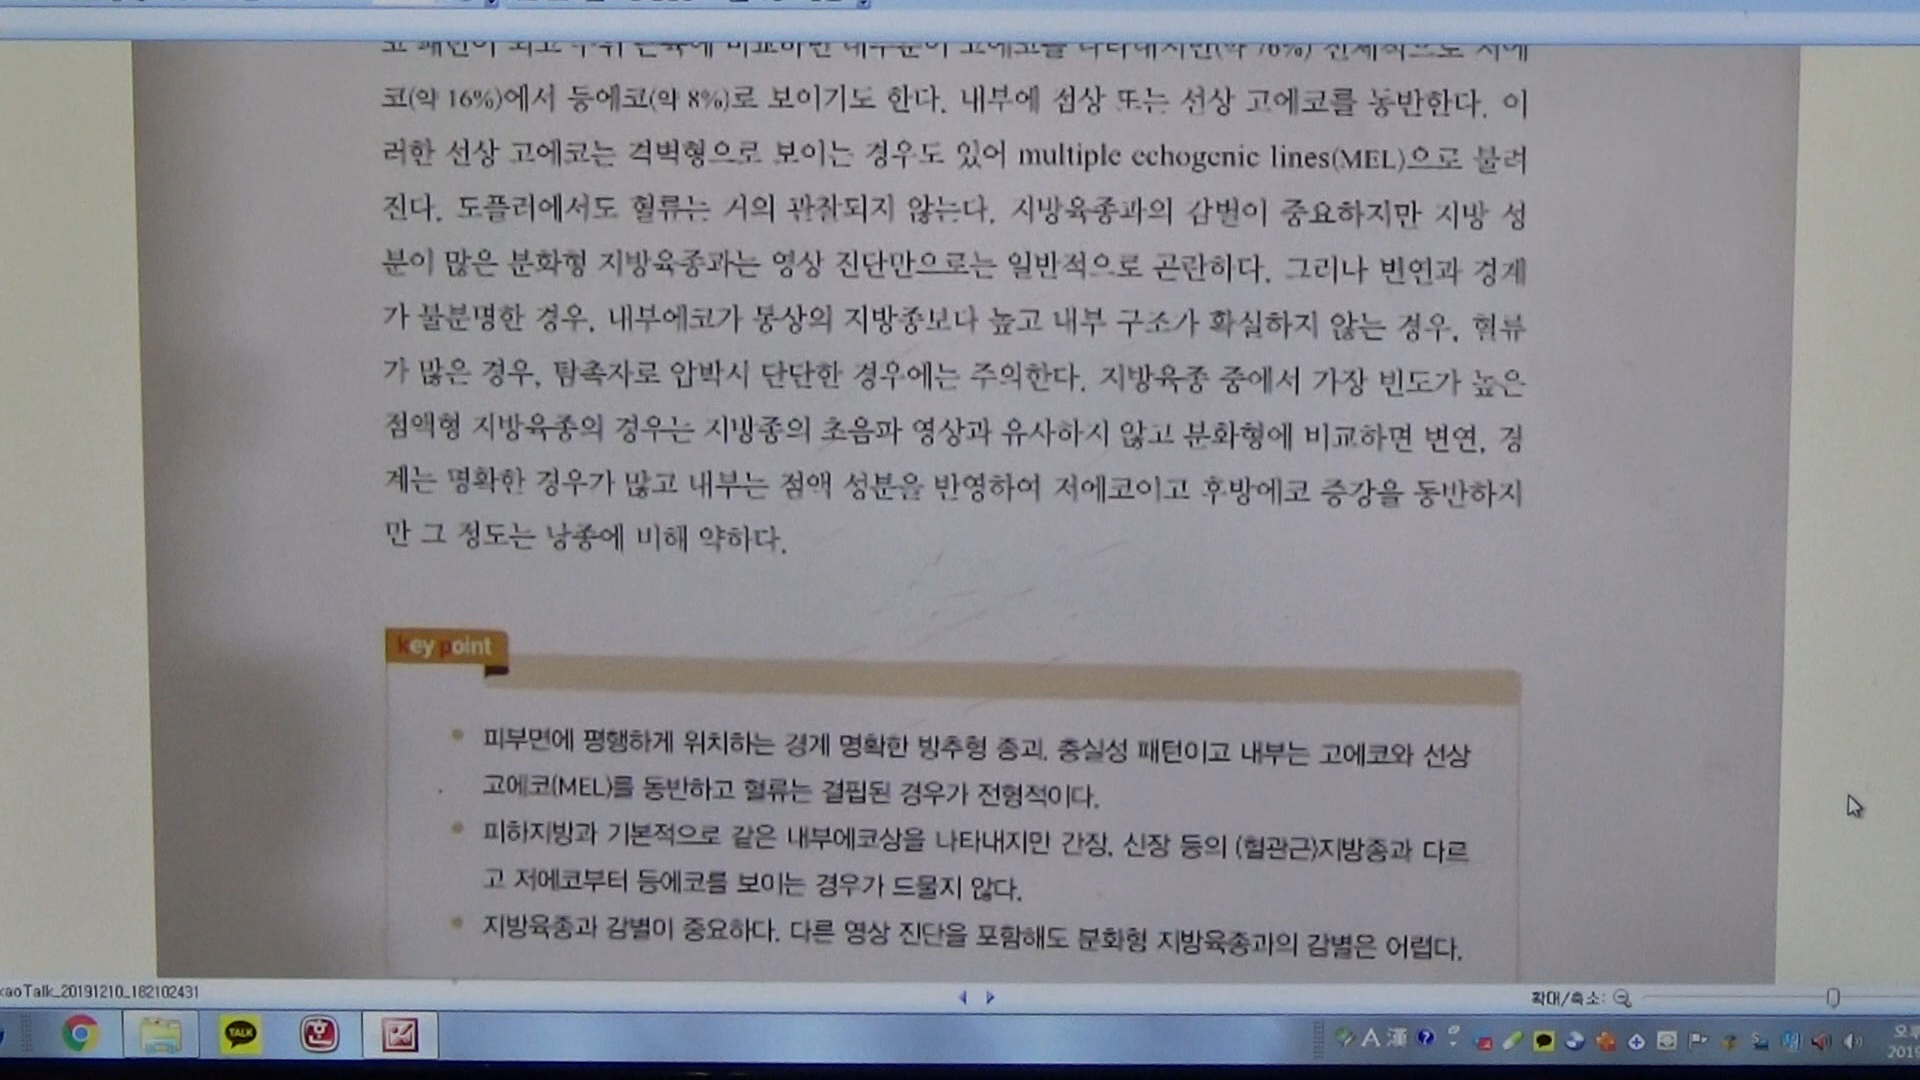 코(약 16%)에서 등에코(약 8%)로 보이기도 한다. 내부에 점상 또는 선상 고에코를 동반한다. 이
러한 선상 고에코는 격벽형으로 보이는 경우도 있어 multiple echogenic lines(MEL)으로 불려
진다. 도플러에서도 혈류는 거의 관찰되지 않는다. 지방육종과의 감별이 중요하지만 지방 성
분이 많은 분화형 지방육종과는 영상 진단만으로는 일반적으로 곤란하다. 그러나 변연과 경계
가 불분명한 경우, 내부에코가 통상의 지방종보다 높고 내부 구조가 확실하지 않는 경우, 혈류
가 많은 경우, 탐촉자로 압박시 단단한 경우에는 주의한다. 지방육종 중에서 가장 빈도가 높은
점액형 지방육종의 경우는 지방종의 초음파 영상과 유사하지 않고 분화형에 비교하면 변연, 경
계는 명확한 경우가 많고 내부는 점액 성분을 반영하여 저에코이고 후방에코 증강을 동반하지
만 그 정도는 낭종에 비해 약하다.
key point
• 피부면에 평행하게 위치하는 경계 명확한 방추형 종괴. 충실성 패턴이고 내부는 고에코와 선상
고에코(MEL)를 동반하고 혈류는 결핍된 경우가 전형적이다.
• 피하지방과 기본적으로 같은 내부에코상을 나타내지만 간장, 신장 등의 (혈관근)지방종과 다르
고 저에코부터 등에코를 보이는 경우가 드물지 않다.
• 지방육종과 감별이 중요하다. 다른 영상 진단을 포함해도 분화형 지방육종과의 감별은 어렵다.
kaoTalk_20191210_182102431
확대/축소:
TALK
한
A 漢